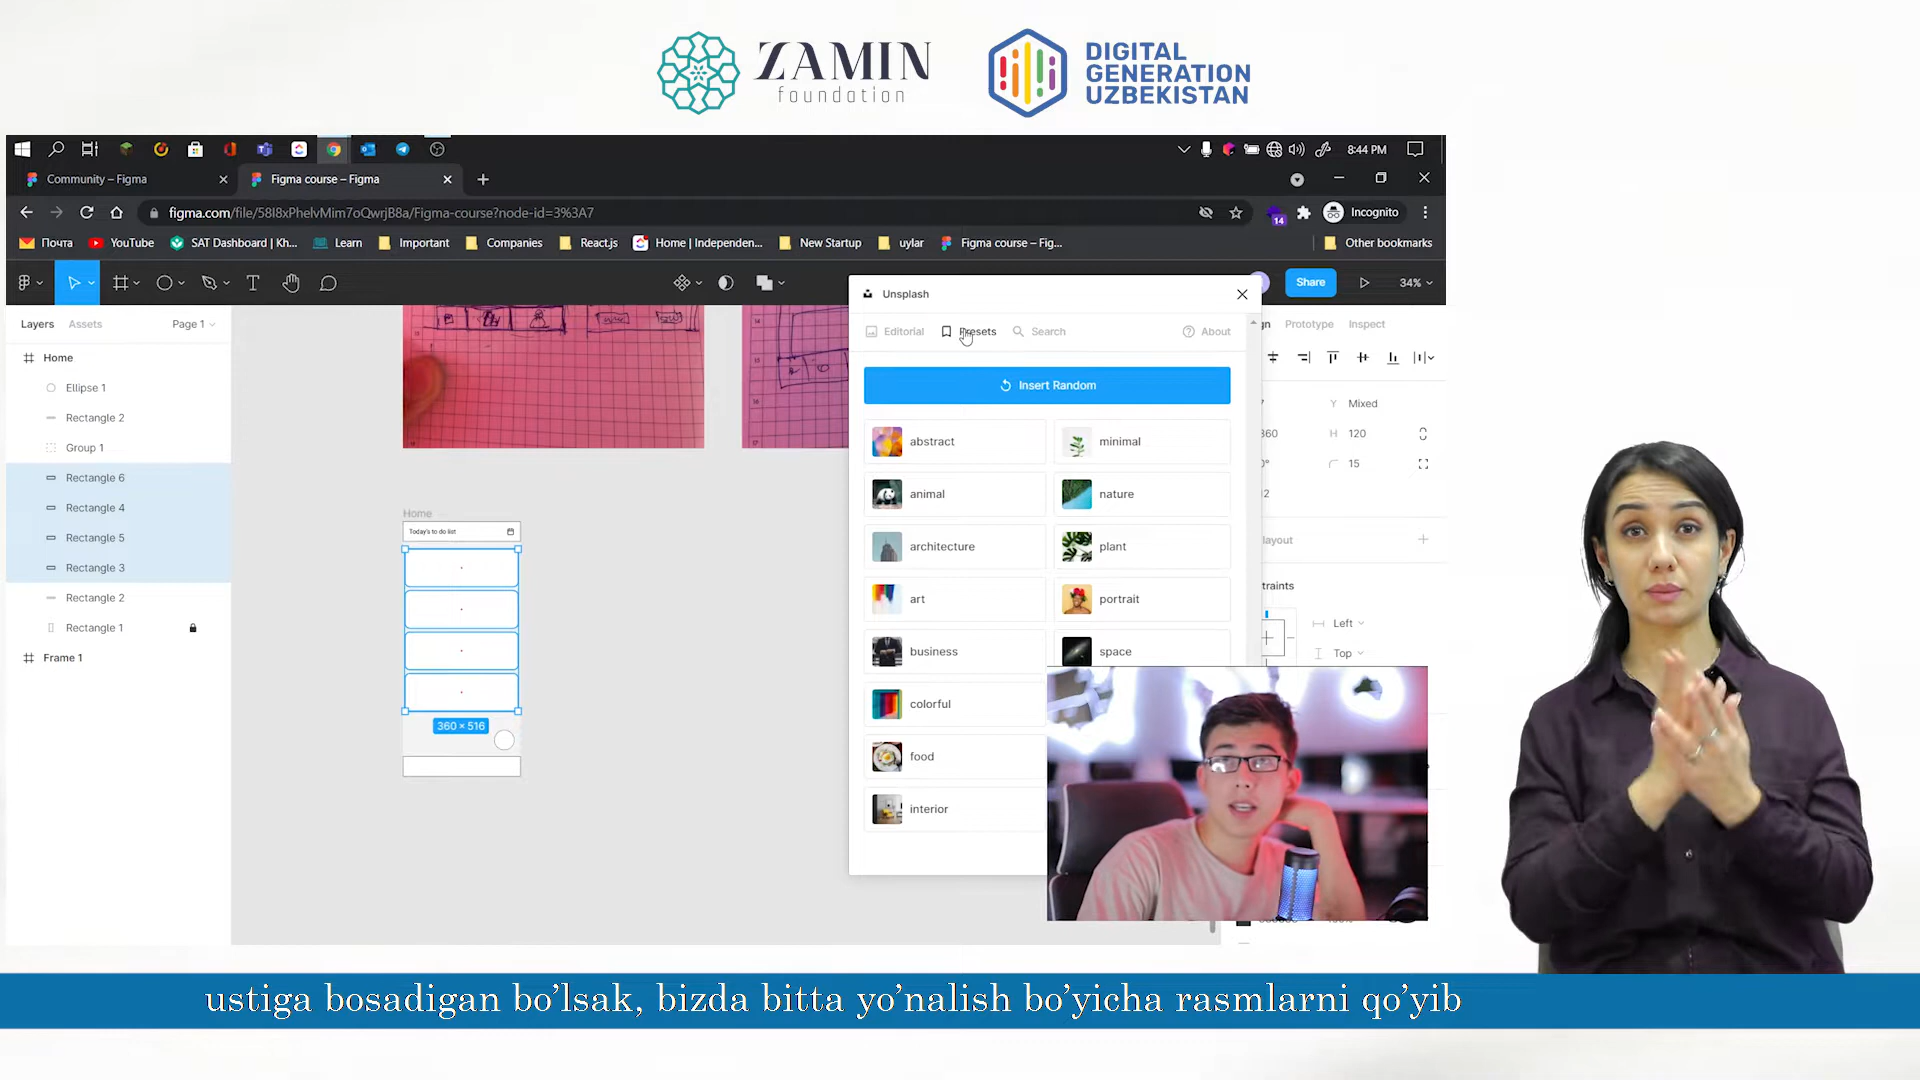 ZAMIN
foundation
DIGITAL
GENERATION
UZBEKISTAN
8:44 PM
Community – Figma
Figma course – Figma
figma.com/file/58I8xPhelvMim7oQwrjB8a/Figma-course?node-id=3%3A7
14
Incognito
Почта
YouTube
SAT Dashboard | Kh...
Learn
Important
Companies
React.js
Home | Independen...
New Startup
uylar
Figma course – Fig...
Other bookmarks
Share
34%
Layers
Assets
Page 1
Home
Ellipse 1
Rectangle 2
Group 1
Rectangle 6
Rectangle 4
Rectangle 5
Rectangle 3
Rectangle 2
Rectangle 1
Frame 1
Home
Today's to do list
360 × 516
Unsplash
Editorial
Presets
Search
About
Insert Random
abstract
minimal
animal
nature
architecture
plant
art
portrait
business
space
colorful
food
interior
Prototype
Inspect
Y
Mixed
360
H
120
15
Left
Top
ustiga bosadigan bo’lsak, bizda bitta yo’nalish bo’yicha rasmlarni qo’yib